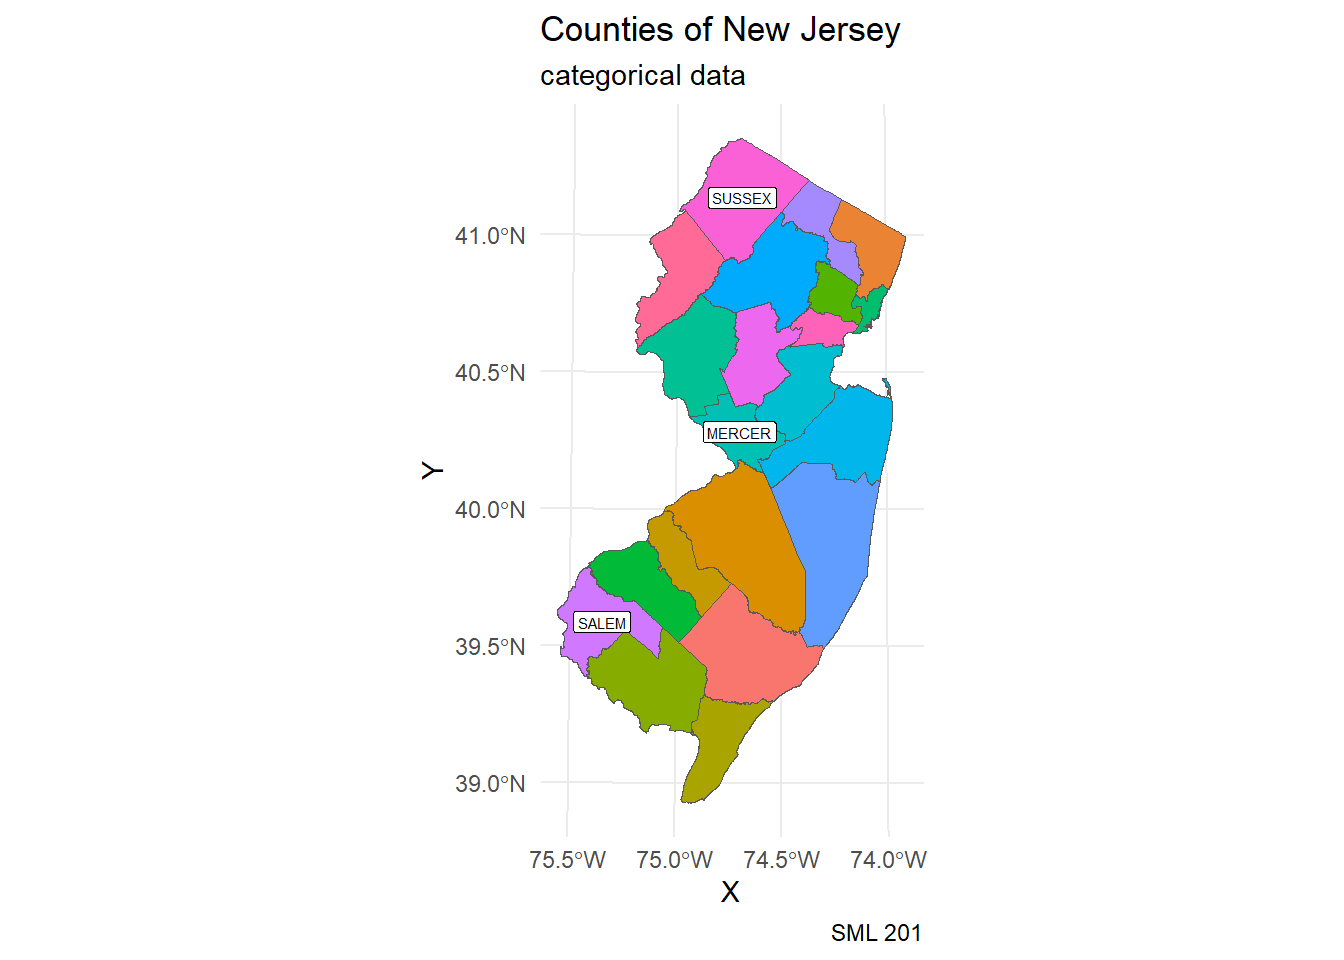 Counties of New Jersey
categorical data
SUSSEX
41.0°N
40.5°N
MERCER
Y
40.0°N
SALEM
39.5°N
39.0°N
75.5°W 75.0°W 74.5°W 74.0°W
X
SML 201